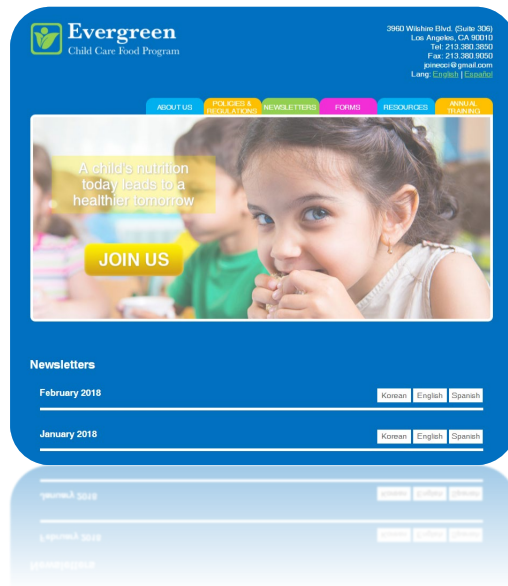 Evergreen
Child Care Food Program
3960 Wilshire Blvd. (Suite 306)
Los Angeles, CA 90010
Tel: 213.380.3850
Fax: 213.380.9050
joinecci@gmail.com
Lang: English | Español
ABOUT US
POLICIES &
REGULATIONS
NEWSLETTERS
FORMS
RESOURCES
ANNUAL
TRAINING
A child's nutrition
today leads to a
healthier tomorrow
JOIN US
Newsletters
February 2018 Korean English Spanish
January 2018 Korean English Spanish